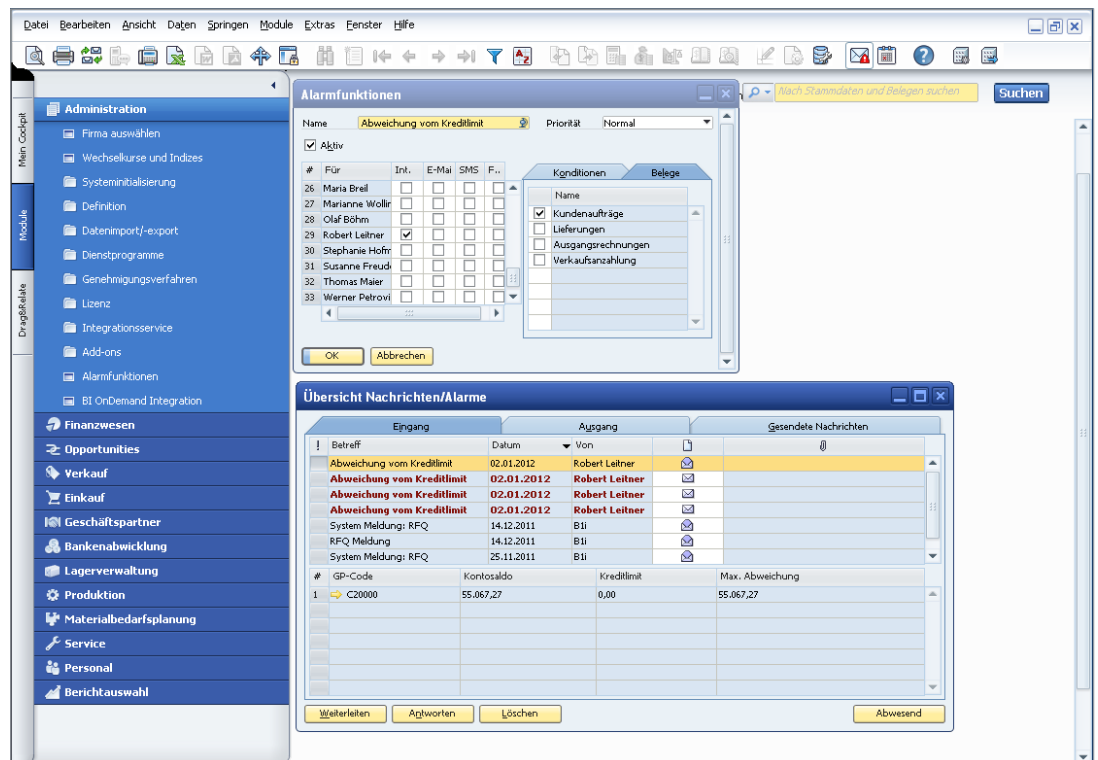 Datei Bearbeiten Ansicht Daten Springen Module Extras Fenster Hilfe
Nach Stammdaten und Belegen suchen Suchen
Mein Cockpit
Module
Drag&Relate
Administration
Firma auswählen
Wechselkurse und Indizes
Systeminitialisierung
Definition
Datenimport/-export
Dienstprogramme
Genehmigungsverfahren
Lizenz
Integrationsservice
Add-ons
Alarmfunktionen
BI OnDemand Integration
Finanzwesen
Opportunities
Verkauf
Einkauf
Geschäftspartner
Bankenabwicklung
Lagerverwaltung
Produktion
Materialbedarfsplanung
Service
Personal
Berichtauswahl
Alarmfunktionen
Name Abweichung vom Kreditlimit Priorität Normal
Aktiv
# Für Int. E-Mai SMS F..
26 Maria Breil
27 Marianne Wollir
28 Olaf Böhm
29 Robert Leitner
30 Stephanie Hofm
31 Susanne Freud
32 Thomas Maier
33 Werner Petrovi
Konditionen Belege
Name
Kundenaufträge
Lieferungen
Ausgangsrechnungen
Verkaufsanzahlung
OK Abbrechen
Übersicht Nachrichten/Alarme
Eingang Ausgang Gesendete Nachrichten
! Betreff Datum Von
Abweichung vom Kreditlimit 02.01.2012 Robert Leitner
Abweichung vom Kreditlimit 02.01.2012 Robert Leitner
Abweichung vom Kreditlimit 02.01.2012 Robert Leitner
Abweichung vom Kreditlimit 02.01.2012 Robert Leitner
System Meldung: RFQ 14.12.2011 B1i
RFQ Meldung 14.12.2011 B1i
System Meldung: RFQ 25.11.2011 B1i
# GP-Code Kontosaldo Kreditlimit Max. Abweichung
1 C20000 55.067,27 0,00 55.067,27
Weiterleiten Antworten Löschen Abwesend